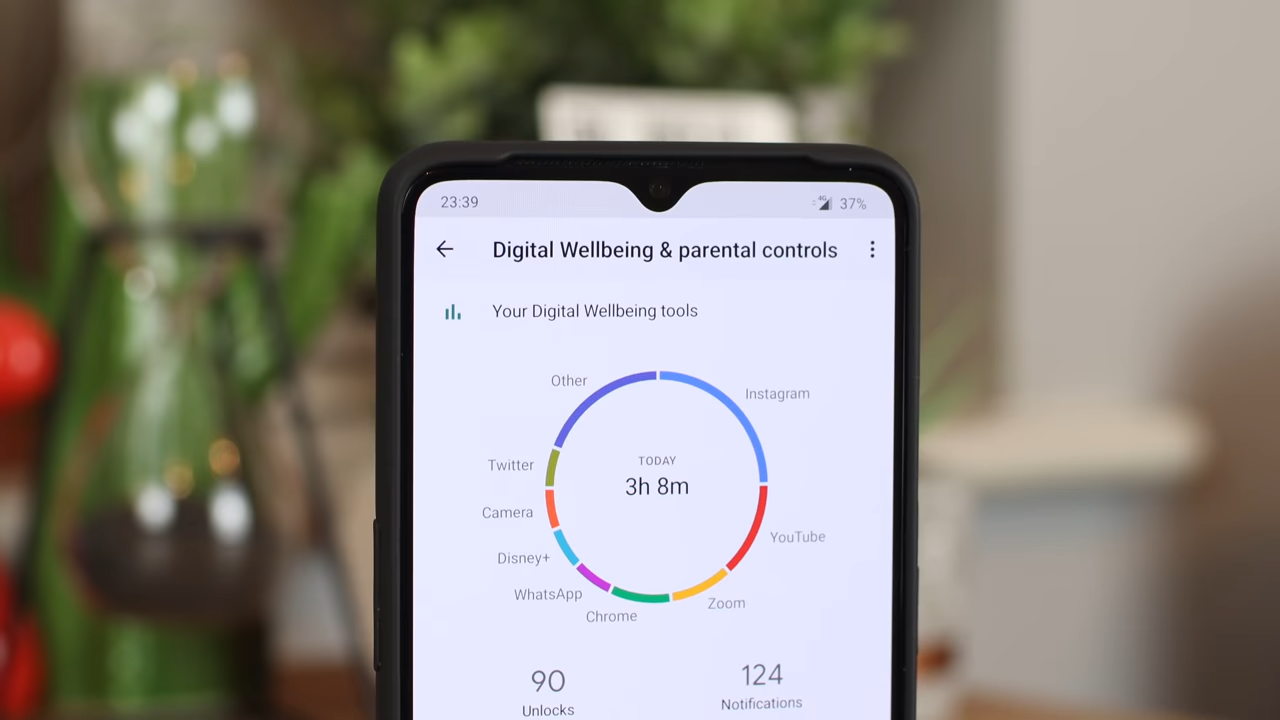 23:39
4G
37%
Digital Wellbeing & parental controls
Your Digital Wellbeing tools
Other
Instagram
TODAY
3h 8m
Twitter
Camera
YouTube
Disney+
WhatsApp
Zoom
Chrome
90
Unlocks
124
Notifications